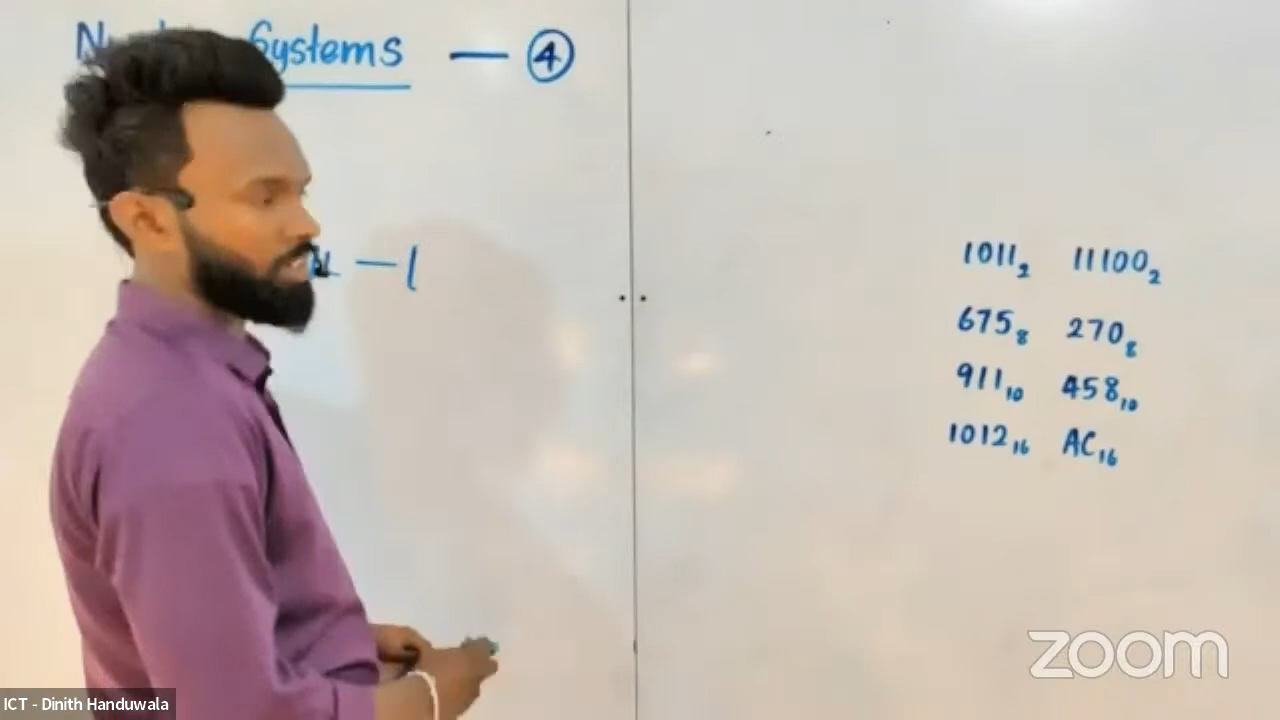 Systems — ④
— 1
1011₂ 11100₂
675₈ 270₈
911₁₀ 458₁₀
1012₁₆ AC₁₆
zoom
ICT - Dinith Handuwala